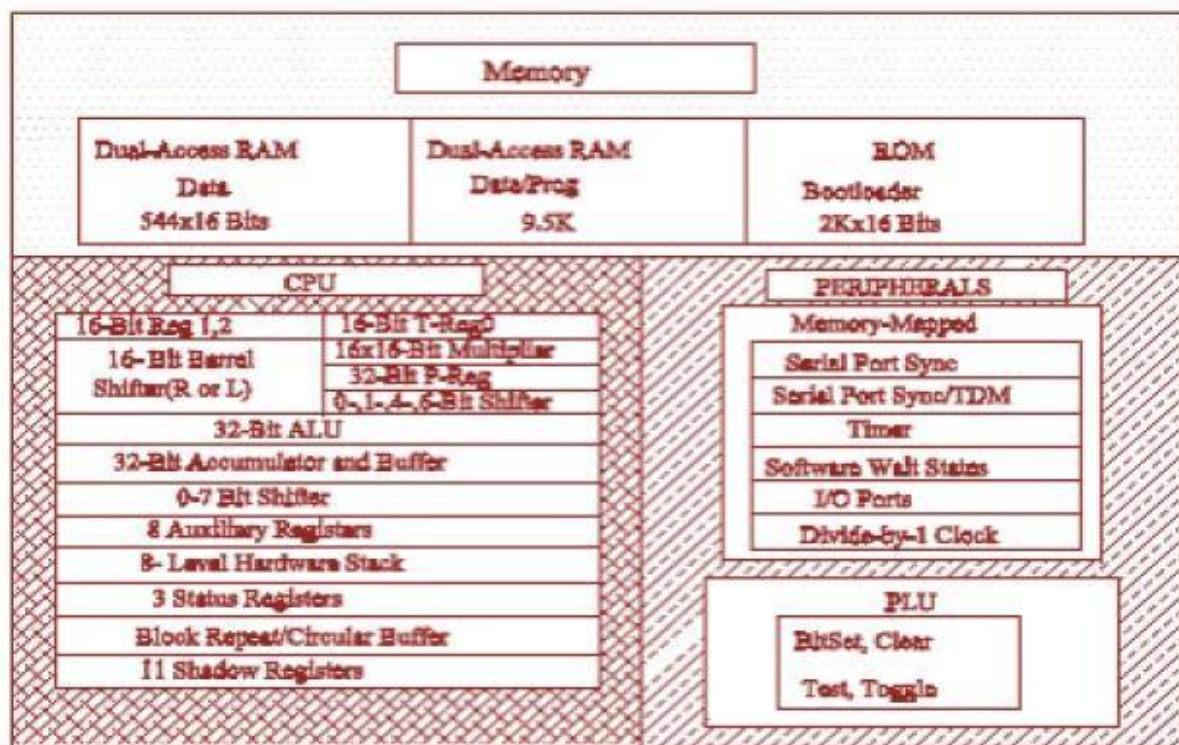 Memory
Dual-Access RAM
Data
544x16 Bits
Dual-Access RAM
Data/Prog
9.5K
ROM
Bootloader
2Kx16 Bits
CPU
16-Bit Reg 1,2
16- Bit Barrel
Shifter(R or L)
16-Bit T-Reg0
16x16-Bit Multiplier
32-Bit P-Reg
0-,1-,4-,6-Bit Shifter
32-Bit ALU
32-Bit Accumulator and Buffer
0-7 Bit Shifter
8 Auxiliary Registers
8- Level Hardware Stack
3 Status Registers
Block Repeat/Circular Buffer
11 Shadow Registers
PERIPHERALS
Memory-Mapped
Serial Port Sync
Serial Port Sync/TDM
Timer
Software Wait States
I/O Ports
Divide-by-1 Clock
PLU
BitSet, Clear
Test, Toggle